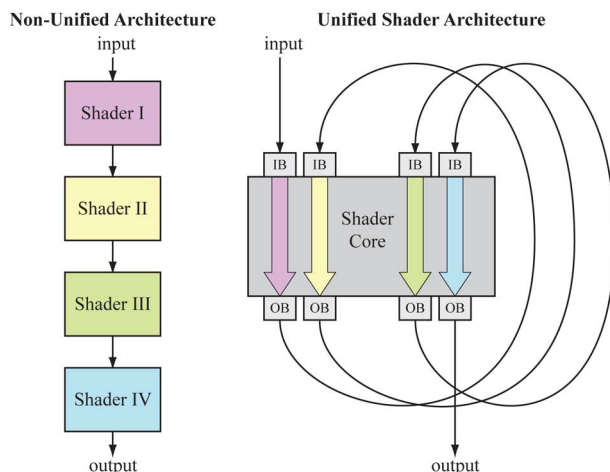 Non-Unified Architecture
input
Shader I
Shader II
Shader III
Shader IV
output
Unified Shader Architecture
input
IB IB IB IB
Shader
Core
OB OB OB OB
output